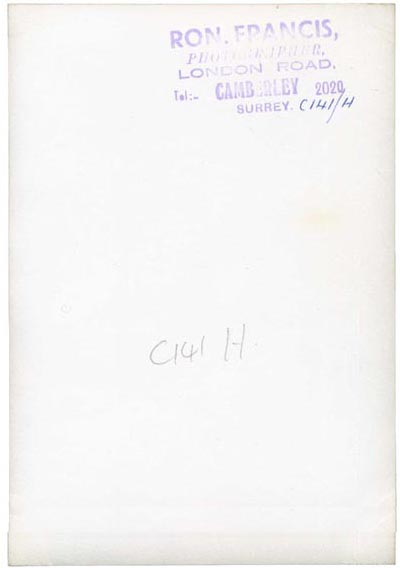 RON. FRANCIS,
PHOTOGRAPHER,
LONDON ROAD.
Tel:- CAMBERLEY 2020
SURREY. C141/H
C141 H.